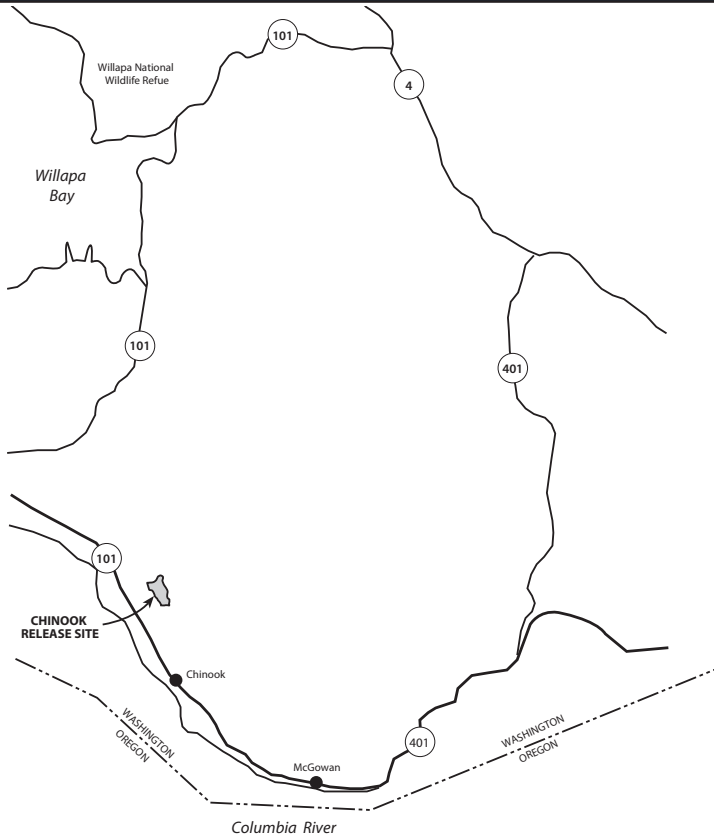 101
Willapa National
Wildlife Refue
4
Willapa
Bay
101
401
101
CHINOOK
RELEASE SITE
Chinook
WASHINGTON
OREGON
401
WASHINGTON
OREGON
McGowan
Columbia River